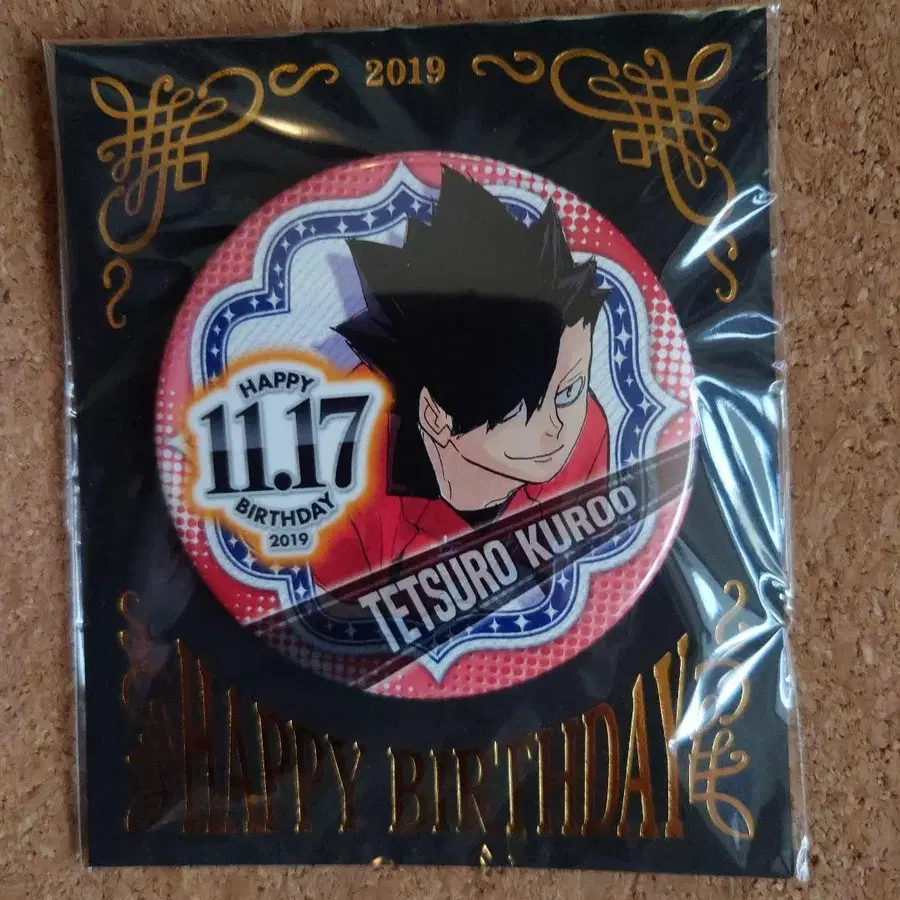 2019
HAPPY
11.17
BIRTHDAY
2019
TETSURO KUROO
HAPPY BIRTHDAY